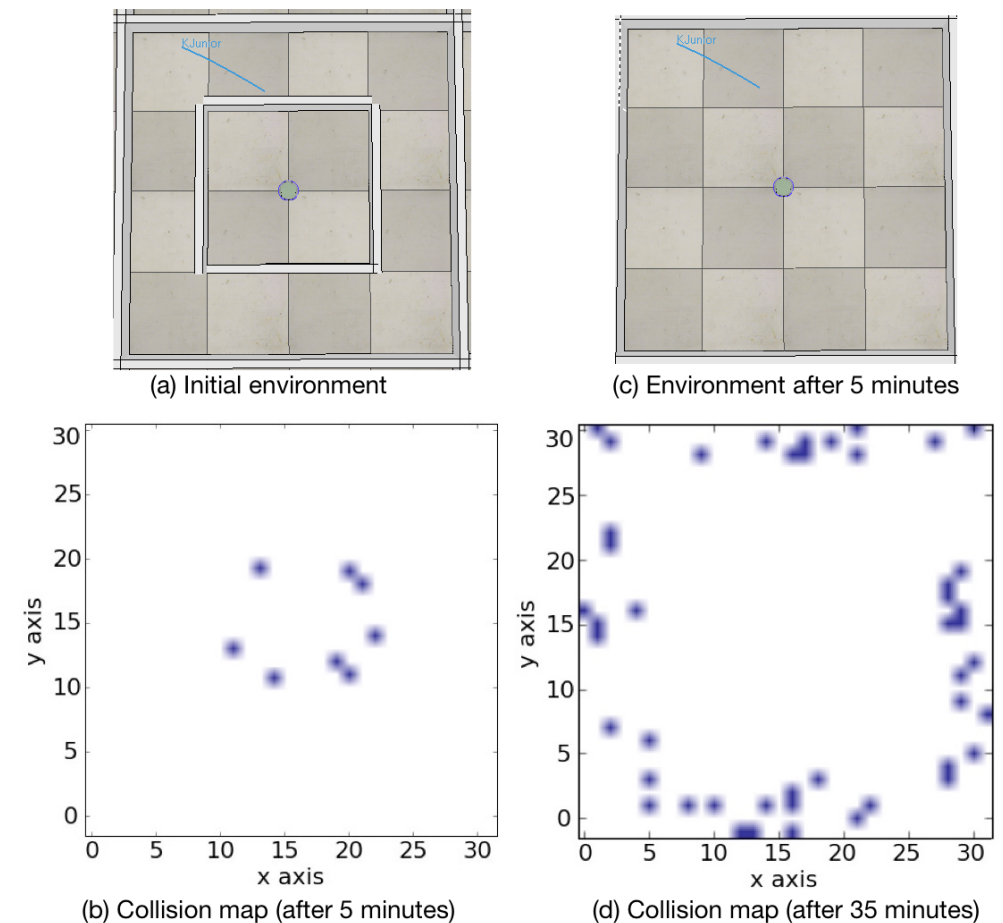 KJunior
(a) Initial environment
KJunior
(c) Environment after 5 minutes
30
25
20
15
10
5
0
y axis
0 5 10 15 20 25 30
x axis
(b) Collision map (after 5 minutes)
30
25
20
15
10
5
0
y axis
0 5 10 15 20 25 30
x axis
(d) Collision map (after 35 minutes)